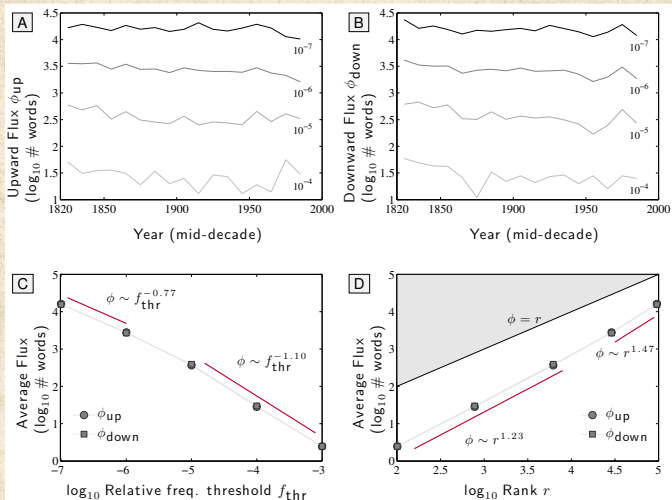 A
4.5
4
3.5
3
2.5
2
1.5
1
Upward Flux ϕup
(log10 # words)
10−7
10−6
10−5
10−4
1820 1850 1900 1950 2000
Year (mid-decade)
B
4.5
4
3.5
3
2.5
2
1.5
1
Downward Flux ϕdown
(log10 # words)
10−7
10−6
10−5
10−4
1820 1850 1900 1950 2000
Year (mid-decade)
C
5
4
3
2
1
0
Average Flux
(log10 # words)
ϕ ∼ fthr−0.77
ϕ ∼ fthr−1.10
ϕup
ϕdown
−7 −6 −5 −4 −3
log10 Relative freq. threshold fthr
D
5
4
3
2
1
0
Average Flux
(log10 # words)
ϕ = r
ϕ ∼ r1.47
ϕ ∼ r1.23
ϕup
ϕdown
2 2.5 3 3.5 4 4.5 5
log10 Rank r